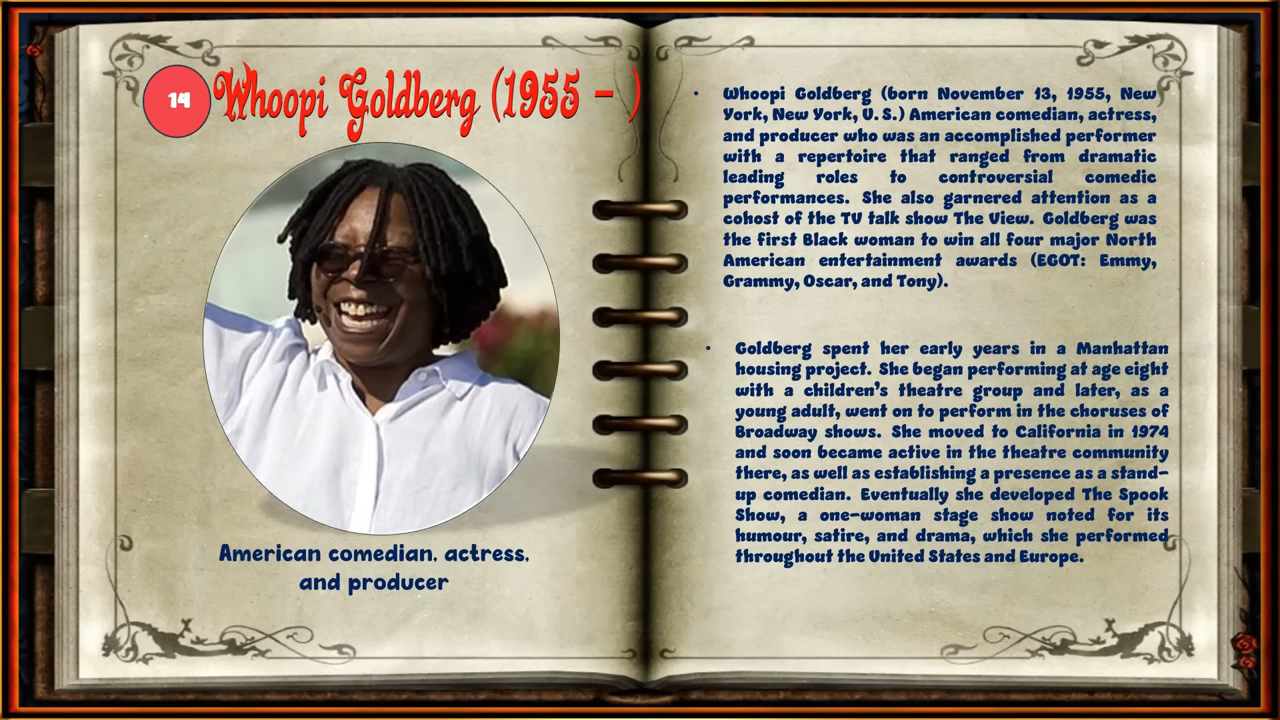 14
Whoopi Goldberg (1955 - )
American comedian, actress,
and producer
• Whoopi Goldberg (born November 13, 1955, New
York, New York, U.S.) American comedian, actress,
and producer who was an accomplished performer
with a repertoire that ranged from dramatic
leading roles to controversial comedic
performances. She also garnered attention as a
cohost of the TV talk show The View. Goldberg was
the first Black woman to win all four major North
American entertainment awards (EGOT: Emmy,
Grammy, Oscar, and Tony).
• Goldberg spent her early years in a Manhattan
housing project. She began performing at age eight
with a children's theatre group and later, as a
young adult, went on to perform in the choruses of
Broadway shows. She moved to California in 1974
and soon became active in the theatre community
there, as well as establishing a presence as a stand-
up comedian. Eventually she developed The Spook
Show, a one-woman stage show noted for its
humour, satire, and drama, which she performed
throughout the United States and Europe.